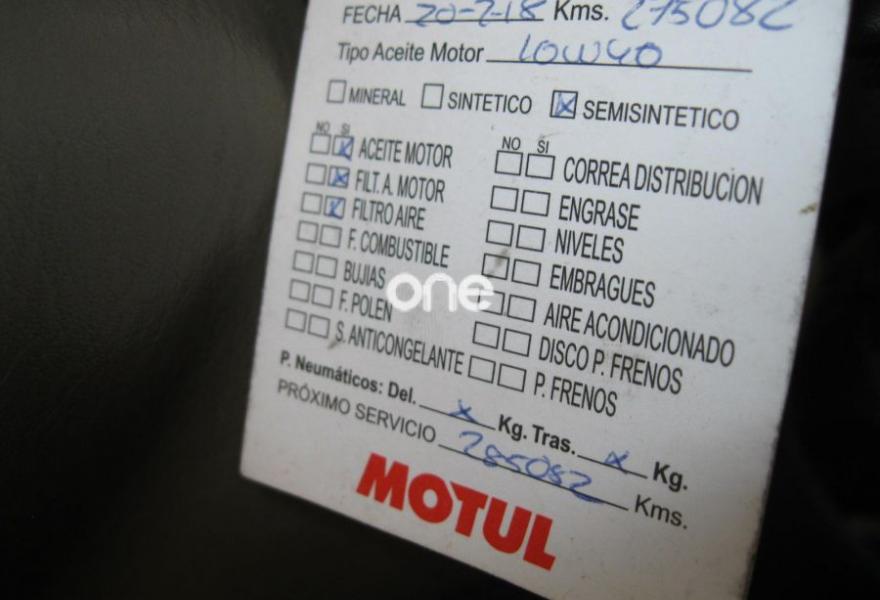 FECHA 20-7-18 Kms. 275082
Tipo Aceite Motor 10W40
MINERAL SINTETICO SEMISINTETICO
NO SI
ACEITE MOTOR
FILT. A. MOTOR
FILTRO AIRE
F. COMBUSTIBLE
BUJIAS
F. POLEN
S. ANTICONGELANTE
NO SI
CORREA DISTRIBUCION
ENGRASE
NIVELES
EMBRAGUES
AIRE ACONDICIONADO
DISCO P. FRENOS
P. FRENOS
one
P. Neumáticos: Del. x Kg. Tras. x Kg.
PRÓXIMO SERVICIO 285082 Kms.
MOTUL